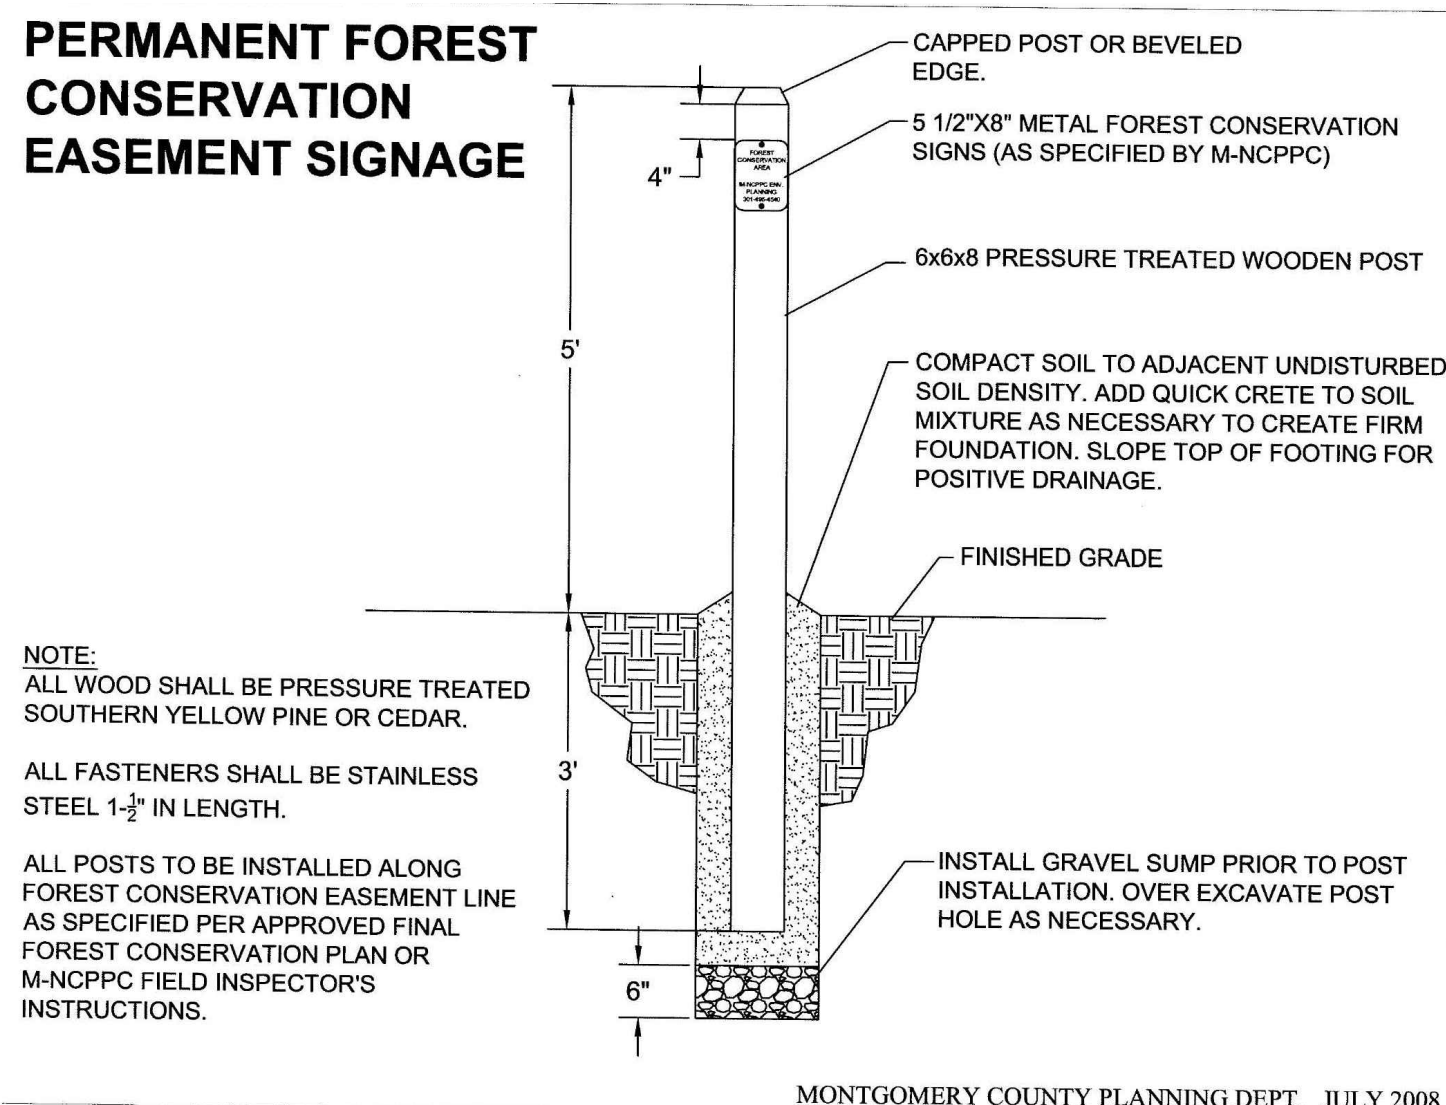 PERMANENT FOREST
CONSERVATION
EASEMENT SIGNAGE
CAPPED POST OR BEVELED
EDGE.
5 1/2"X8" METAL FOREST CONSERVATION
SIGNS (AS SPECIFIED BY M-NCPPC)
4"
FOREST
CONSERVATION
AREA
M-NCPPC ENV.
PLANNING
301-495-4540
6x6x8 PRESSURE TREATED WOODEN POST
5'
COMPACT SOIL TO ADJACENT UNDISTURBED
SOIL DENSITY. ADD QUICK CRETE TO SOIL
MIXTURE AS NECESSARY TO CREATE FIRM
FOUNDATION. SLOPE TOP OF FOOTING FOR
POSITIVE DRAINAGE.
FINISHED GRADE
NOTE:
ALL WOOD SHALL BE PRESSURE TREATED
SOUTHERN YELLOW PINE OR CEDAR.
ALL FASTENERS SHALL BE STAINLESS
STEEL 1-1/2" IN LENGTH.
ALL POSTS TO BE INSTALLED ALONG
FOREST CONSERVATION EASEMENT LINE
AS SPECIFIED PER APPROVED FINAL
FOREST CONSERVATION PLAN OR
M-NCPPC FIELD INSPECTOR'S
INSTRUCTIONS.
3'
INSTALL GRAVEL SUMP PRIOR TO POST
INSTALLATION. OVER EXCAVATE POST
HOLE AS NECESSARY.
6"
MONTGOMERY COUNTY PLANNING DEPT. JULY 2008